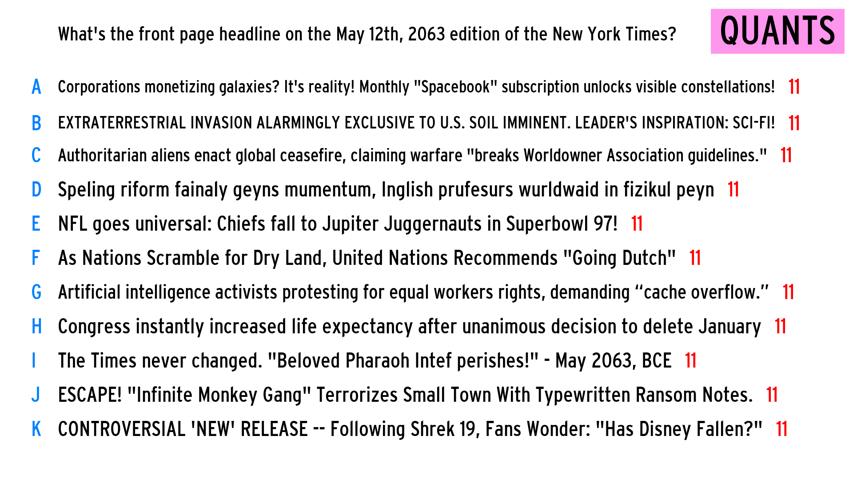 What's the front page headline on the May 12th, 2063 edition of the New York Times?
QUANTS
A Corporations monetizing galaxies? It's reality! Monthly "Spacebook" subscription unlocks visible constellations! 11
B EXTRATERRESTRIAL INVASION ALARMINGLY EXCLUSIVE TO U.S. SOIL IMMINENT. LEADER'S INSPIRATION: SCI-FI! 11
C Authoritarian aliens enact global ceasefire, claiming warfare "breaks Worldowner Association guidelines." 11
D Speling riform fainaly geyns mumentum, Inglish prufesurs wurldwaid in fizikul peyn 11
E NFL goes universal: Chiefs fall to Jupiter Juggernauts in Superbowl 97! 11
F As Nations Scramble for Dry Land, United Nations Recommends "Going Dutch" 11
G Artificial intelligence activists protesting for equal workers rights, demanding “cache overflow.” 11
H Congress instantly increased life expectancy after unanimous decision to delete January 11
I The Times never changed. "Beloved Pharaoh Intef perishes!" - May 2063, BCE 11
J ESCAPE! "Infinite Monkey Gang" Terrorizes Small Town With Typewritten Ransom Notes. 11
K CONTROVERSIAL 'NEW' RELEASE -- Following Shrek 19, Fans Wonder: "Has Disney Fallen?" 11